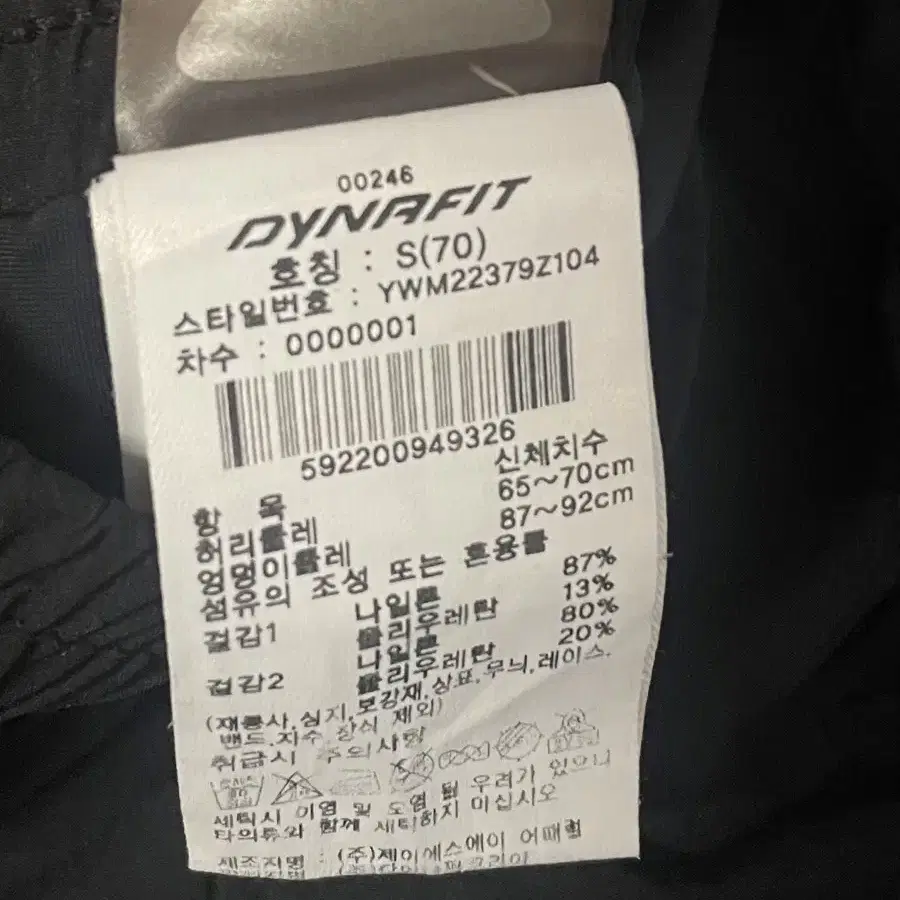 00246
DYNAFIT
호칭 : S(70)
스타일번호 : YWM22379Z104
차수 : 0000001
592200949326
항 목 신체치수
허리둘레 65~70cm
엉덩이둘레 87~92cm
섬유의 조성 또는 혼용률
겉감1 나일론 87%
폴리우레탄 13%
겉감2 나일론 80%
폴리우레탄 20%
(재봉사,심지,보강재,상표,무늬,레이스,
밴드,자수,장식 제외)
취급시 주의사항
세탁시 이염 및 오염 될 우려가 있으니
타의류와 함께 세탁하지 마십시오
제조자명 : (주)제이에스에이 어패럴